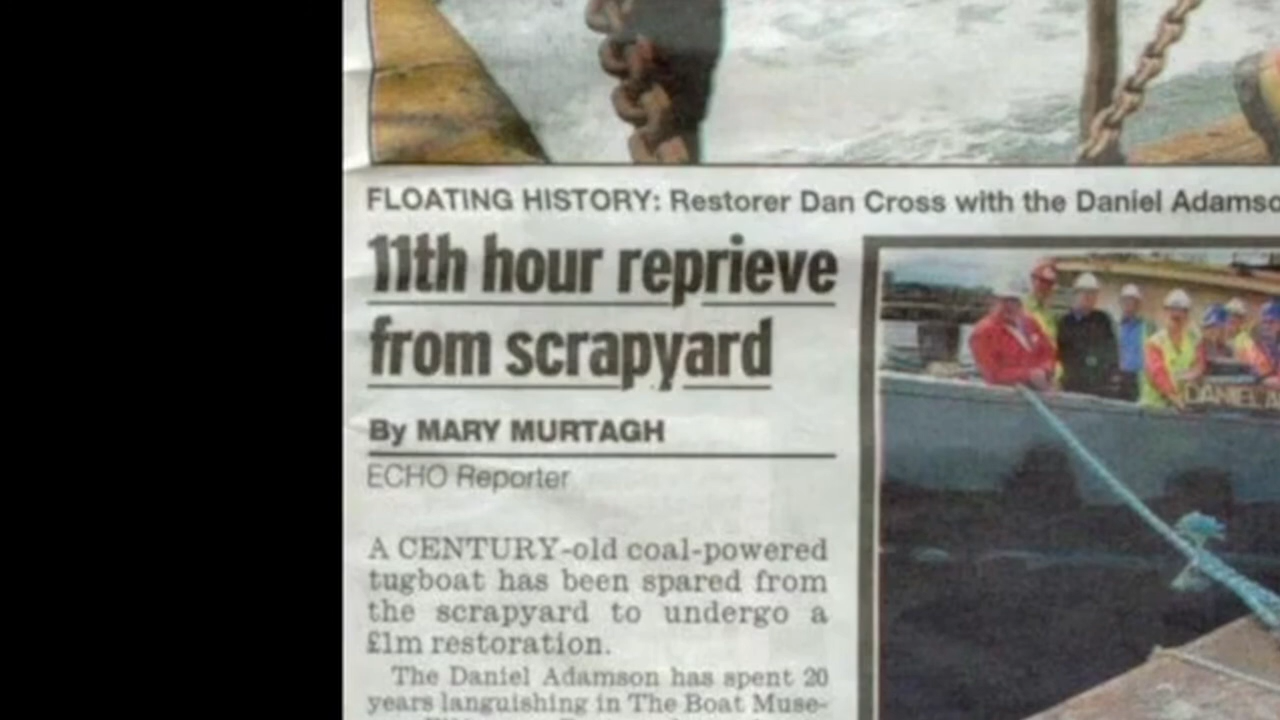 FLOATING HISTORY: Restorer Dan Cross with the Daniel Adamso
11th hour reprieve
from scrapyard
By MARY MURTAGH
ECHO Reporter
A CENTURY-old coal-powered
tugboat has been spared from
the scrapyard to undergo a
£1m restoration.
The Daniel Adamson has spent 20
years languishing in The Boat Muse-
DANIEL A